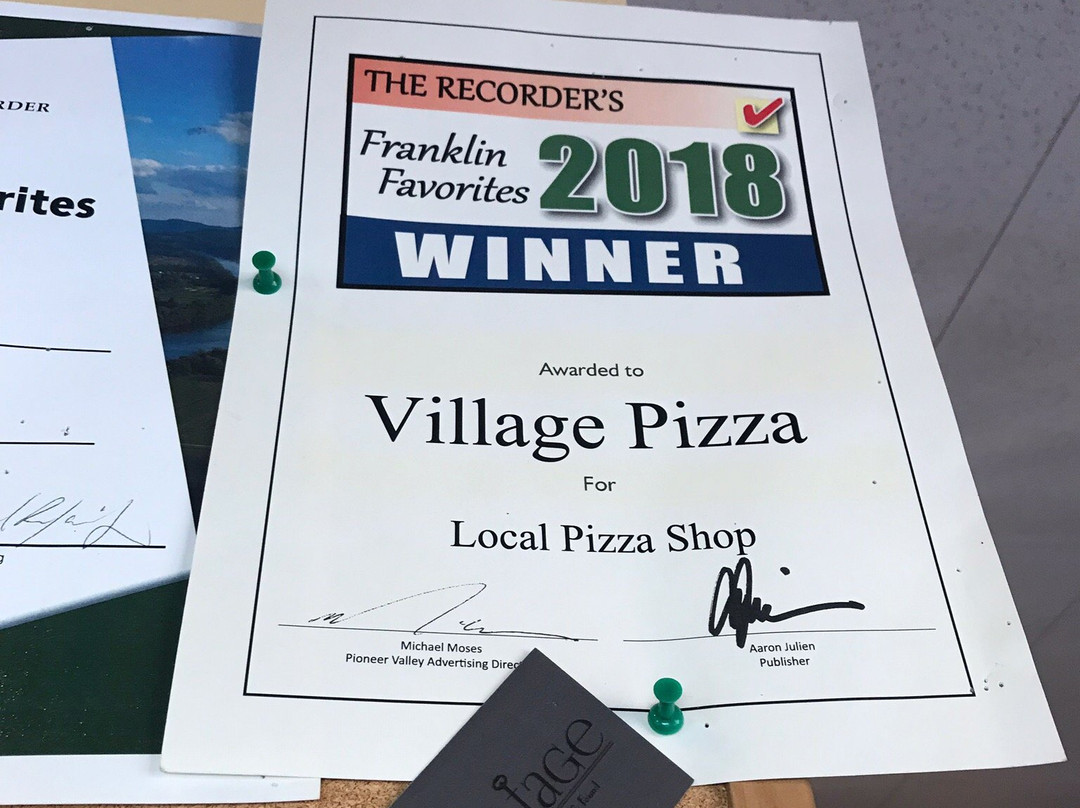 RDER
rites
g
THE RECORDER'S
Franklin
Favorites
2018
WINNER
Awarded to
Village Pizza
For
Local Pizza Shop
Michael Moses
Pioneer Valley Advertising Direc
Aaron Julien
Publisher